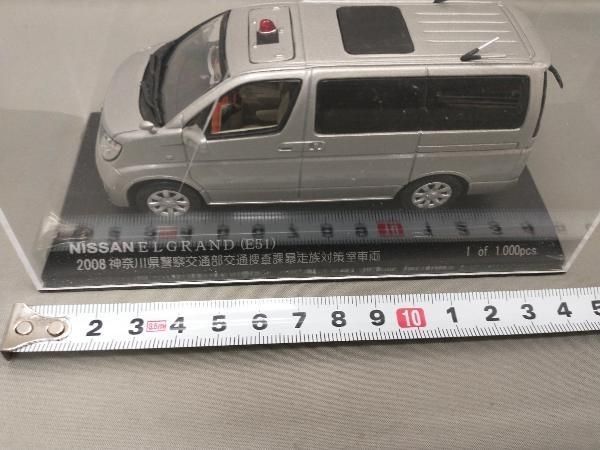 NISSAN ELGRAND (E51)
2008 神奈川県警察交通部交通捜査課暴走族対策室車両
1 of 1.000pcs
2 3 3.5 4 5 6 7 8 9 10 1 2 3 4 5